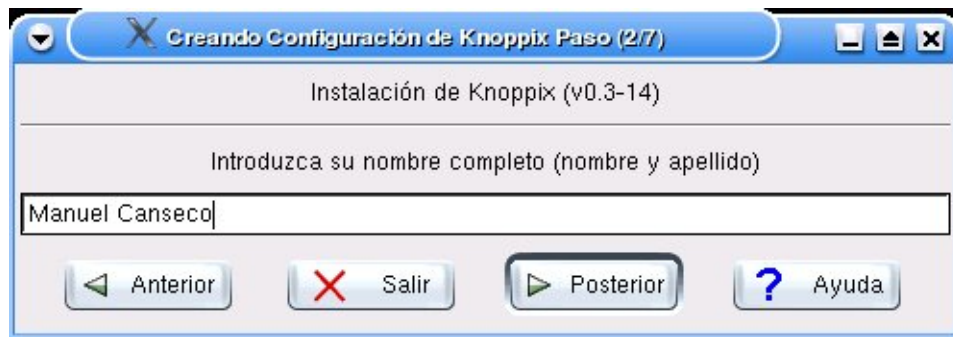 Creando Configuración de Knoppix Paso (2/7)
Instalación de Knoppix (v0.3-14)
Introduzca su nombre completo (nombre y apellido)
Manuel Canseco
Anterior Salir Posterior ? Ayuda